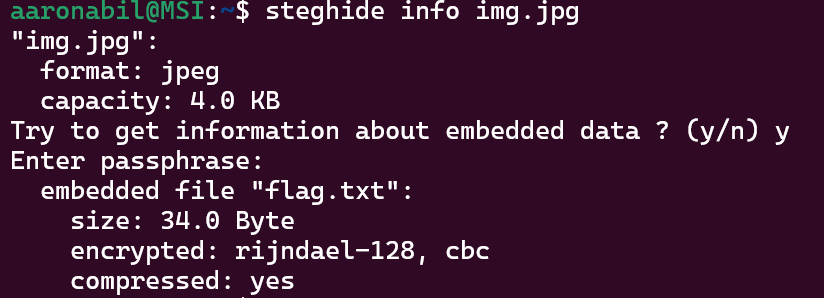 aaronabil@MSI:~$ steghide info img.jpg
"img.jpg":
  format: jpeg
  capacity: 4.0 KB
Try to get information about embedded data ? (y/n) y
Enter passphrase:
  embedded file "flag.txt":
    size: 34.0 Byte
    encrypted: rijndael-128, cbc
    compressed: yes